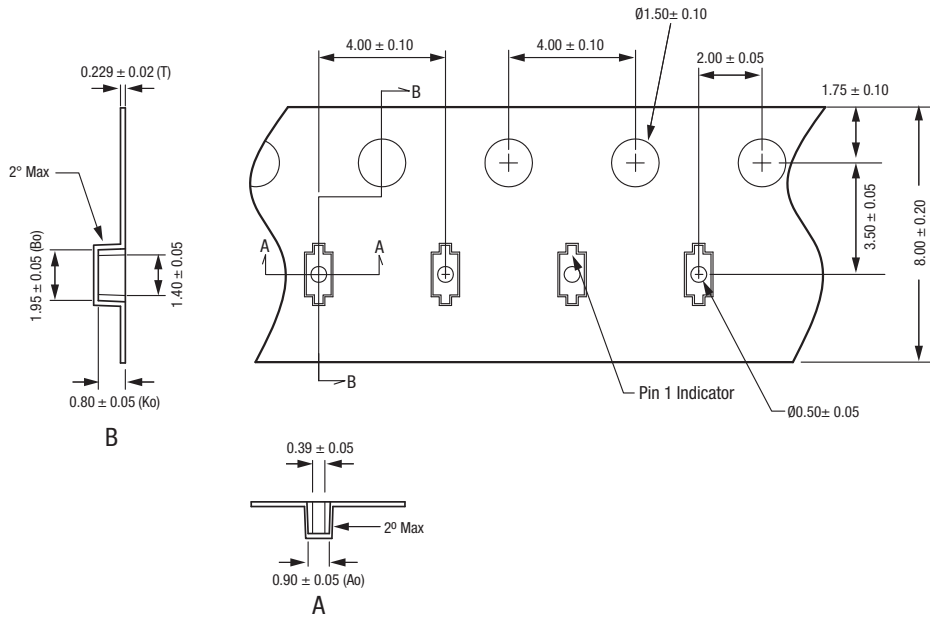 Ø1.50± 0.10
4.00 ± 0.10
4.00 ± 0.10
2.00 ± 0.05
0.229 ± 0.02 (T)
B
1.75 ± 0.10
2° Max
A
A
1.95 ± 0.05 (Bo)
1.40 ± 0.05
3.50 ± 0.05
8.00 ± 0.20
B
Pin 1 Indicator
Ø0.50± 0.05
0.80 ± 0.05 (Ko)
B
0.39 ± 0.05
2º Max
0.90 ± 0.05 (Ao)
A